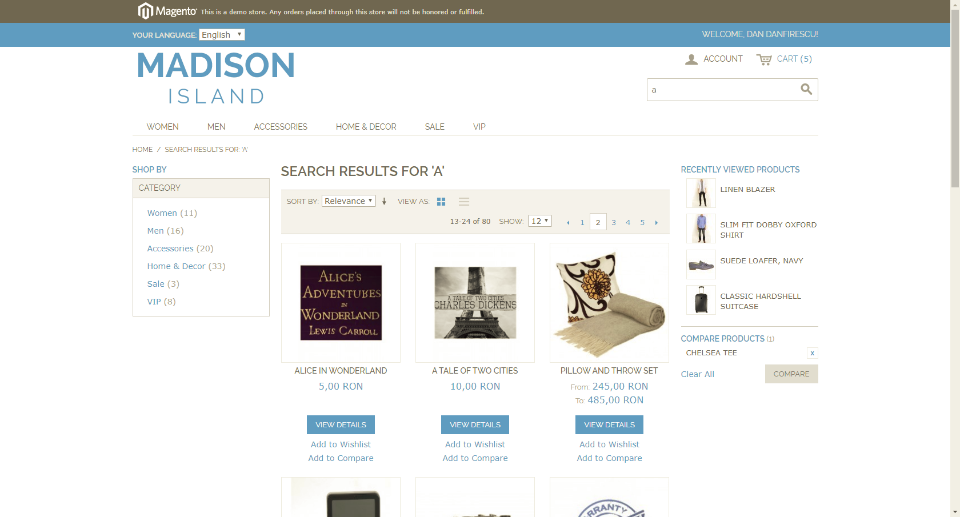 Magento This is a demo store. Any orders placed through this store will not be honored or fulfilled.
YOUR LANGUAGE: English
WELCOME, DAN DANFIRESCU!
MADISON
ISLAND
ACCOUNT CART (5)
a
WOMEN MEN ACCESSORIES HOME & DECOR SALE VIP
HOME / SEARCH RESULTS FOR: 'A'
SHOP BY
CATEGORY
Women (11)
Men (16)
Accessories (20)
Home & Decor (33)
Sale (3)
VIP (8)
SEARCH RESULTS FOR 'A'
SORT BY: Relevance VIEW AS:
13-24 of 80 SHOW: 12 1 2 3 4 5
ALICE'S
ADVENTURES
IN
WONDERLAND
LEWIS CARROLL
A TALE OF TWO CITIES
CHARLES DICKENS
ALICE IN WONDERLAND
5,00 RON
VIEW DETAILS
Add to Wishlist
Add to Compare
A TALE OF TWO CITIES
10,00 RON
VIEW DETAILS
Add to Wishlist
Add to Compare
PILLOW AND THROW SET
From: 245,00 RON
To: 485,00 RON
VIEW DETAILS
Add to Wishlist
Add to Compare
RECENTLY VIEWED PRODUCTS
LINEN BLAZER
SLIM FIT DOBBY OXFORD
SHIRT
SUEDE LOAFER, NAVY
CLASSIC HARDSHELL
SUITCASE
COMPARE PRODUCTS (1)
CHELSEA TEE x
Clear All COMPARE